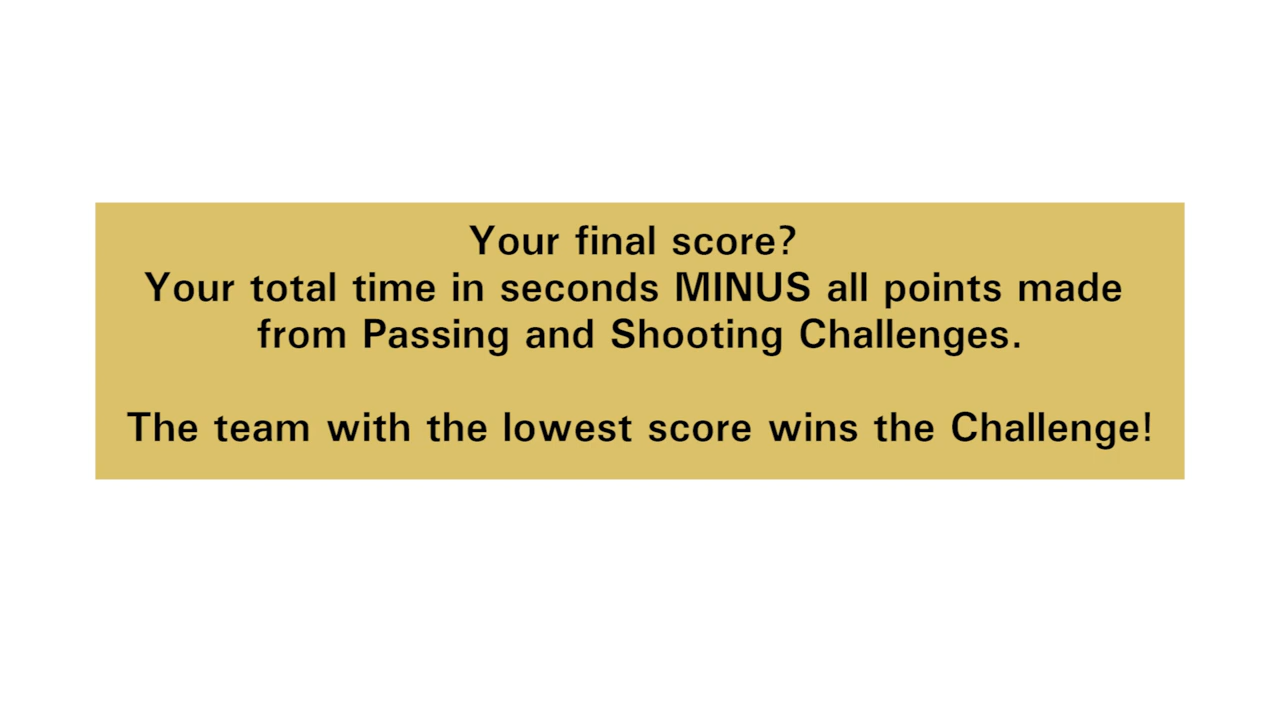 Your final score?
Your total time in seconds MINUS all points made
from Passing and Shooting Challenges.
The team with the lowest score wins the Challenge!